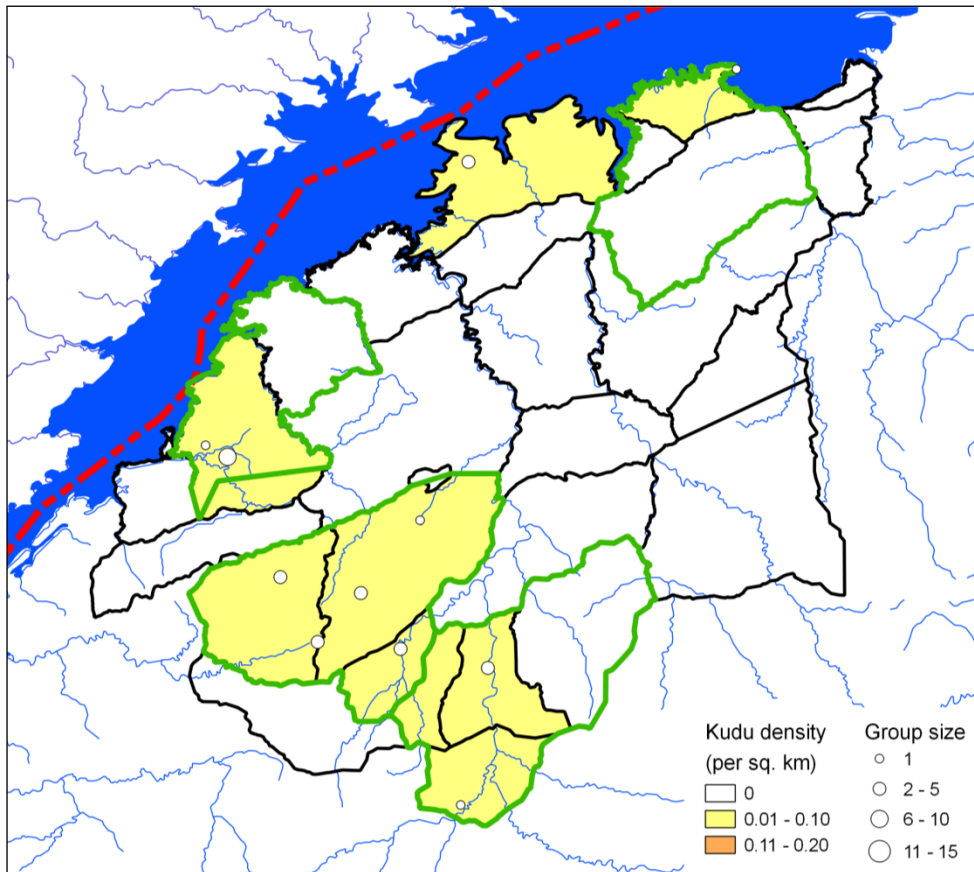 Kudu density
(per sq. km)
0
0.01 - 0.10
0.11 - 0.20
Group size
1
2 - 5
6 - 10
11 - 15